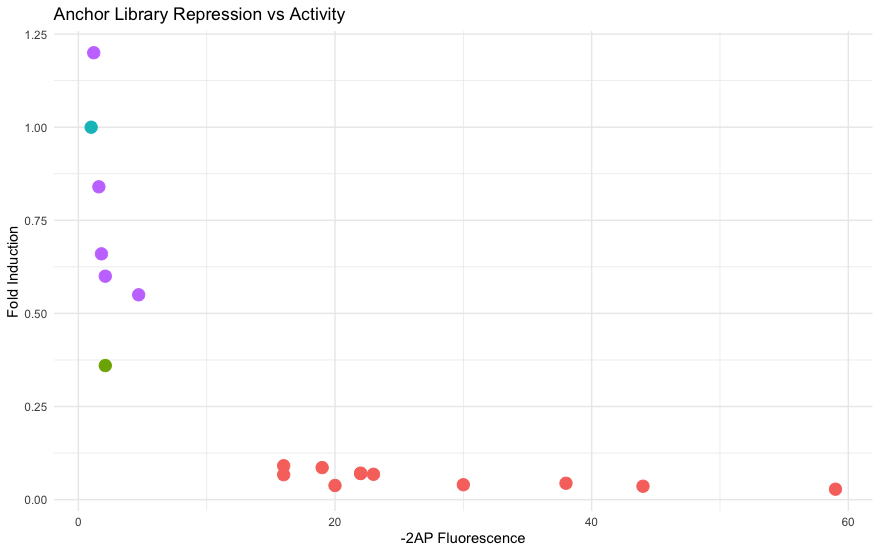 Anchor Library Repression vs Activity
1.25
1.00
0.75
0.50
0.25
0.00
Fold Induction
0 20 40 60
-2AP Fluorescence